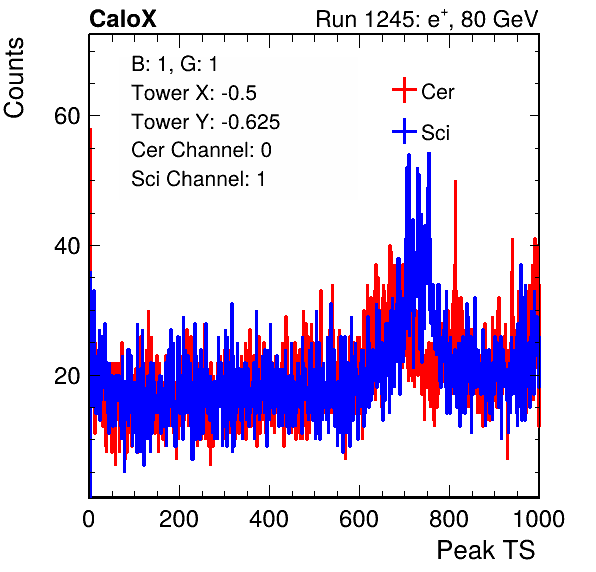 CaloX
Run 1245: e+, 80 GeV
Counts
B: 1, G: 1
Tower X: -0.5
Tower Y: -0.625
Cer Channel: 0
Sci Channel: 1
Cer
Sci
60
40
20
0 200 400 600 800 1000
Peak TS